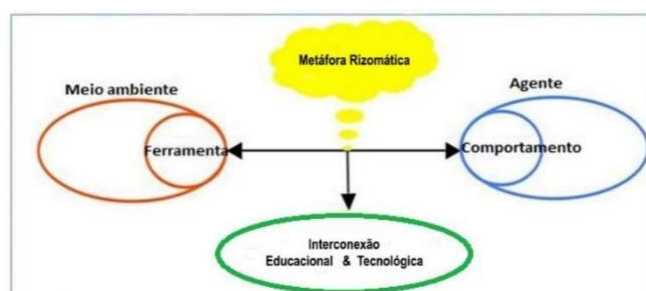 Metáfora Rizomática
Meio ambiente
Agente
Ferramenta
Comportamento
Interconexão
Educacional & Tecnológica